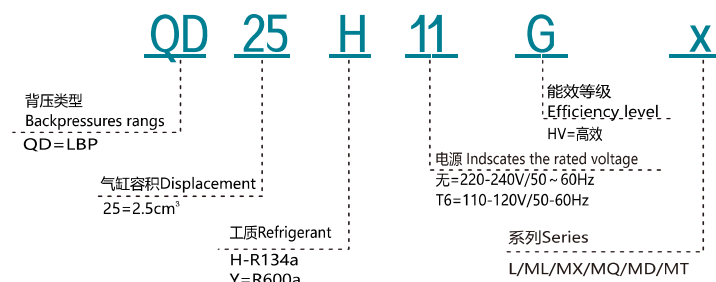 QD 25 H 11 G x
背压类型
Backpressures rangs
QD=LBP
能效等级
Efficiency level
HV=高效
电源 Indscates the rated voltage
无=220-240V/50～60Hz
T6=110-120V/50-60Hz
气缸容积Displacement
25=2.5cm³
工质Refrigerant
H-R134a
Y=R600a
系列Series
L/ML/MX/MQ/MD/MT